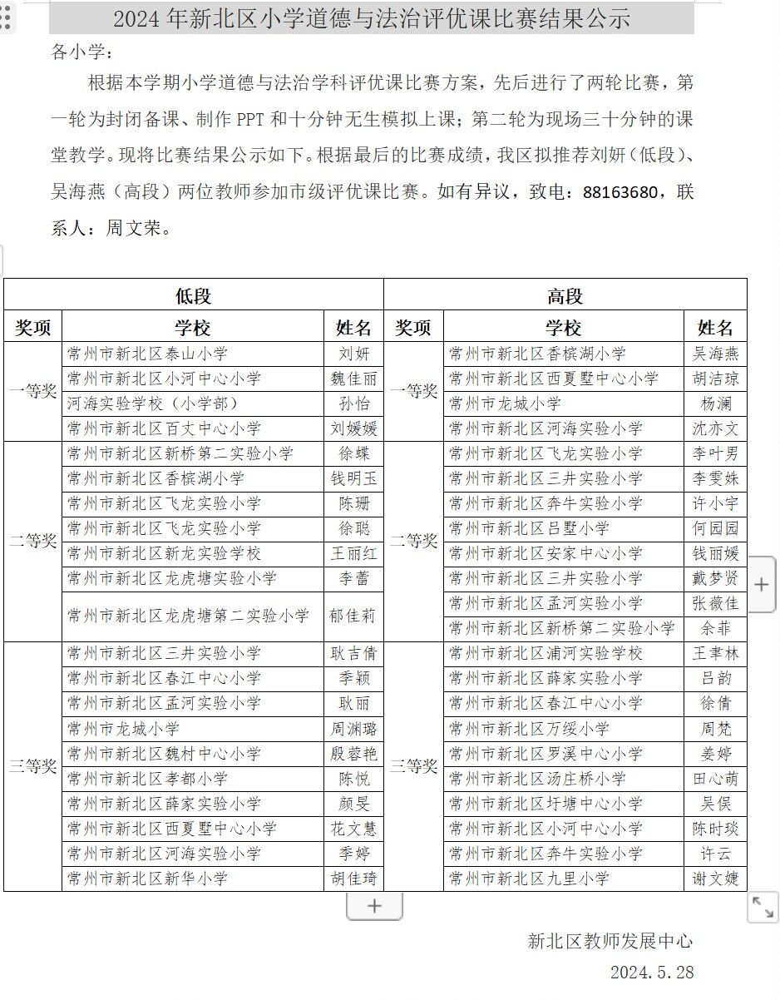 2024 年新北区小学道德与法治评优课比赛结果公示
各小学：
根据本学期小学道德与法治学科评优课比赛方案，先后进行了两轮比赛，第
一轮为封闭备课、制作 PPT 和十分钟无生模拟上课；第二轮为现场三十分钟的课
堂教学。现将比赛结果公示如下。根据最后的比赛成绩，我区拟推荐刘妍（低段）、
吴海燕（高段）两位教师参加市级评优课比赛。如有异议，致电：88163680，联
系人：周文荣。
低段 高段
奖项 学校 姓名 奖项 学校 姓名
常州市新北区泰山小学 刘妍 常州市新北区香槟湖小学 吴海燕
常州市新北区小河中心小学 魏佳丽 常州市新北区西夏墅中心小学 胡洁琼
一等奖 一等奖
河海实验学校（小学部） 孙怡 常州市龙城小学 杨澜
常州市新北区百丈中心小学 刘媛媛 常州市新北区河海实验小学 沈亦文
常州市新北区新桥第二实验小学 徐蝶 常州市新北区飞龙实验小学 李叶男
常州市新北区香槟湖小学 钱明玉 常州市新北区三井实验小学 李雯姝
常州市新北区飞龙实验小学 陈珊 常州市新北区奔牛实验小学 许小宇
常州市新北区飞龙实验小学 徐聪 常州市新北区吕墅小学 何园园
二等奖 二等奖
常州市新北区新龙实验学校 王丽红 常州市新北区安家中心小学 钱丽媛
常州市新北区龙虎塘实验小学 李蕾 常州市新北区三井实验小学 戴梦贤
常州市新北区龙虎塘第二实验小学 郁佳莉 常州市新北区孟河实验小学 张薇佳
常州市新北区新桥第二实验小学 余菲
常州市新北区三井实验小学 耿吉倩 常州市新北区浦河实验学校 王聿林
常州市新北区春江中心小学 季颖 常州市新北区薛家实验小学 吕韵
常州市新北区孟河实验小学 耿丽 常州市新北区春江中心小学 徐倩
常州市龙城小学 周渊璐 常州市新北区万绥小学 周梵
常州市新北区魏村中心小学 殷蓉艳 常州市新北区罗溪中心小学 姜婷
三等奖 三等奖
常州市新北区孝都小学 陈悦 常州市新北区汤庄桥小学 田心萌
常州市新北区薛家实验小学 颜旻 常州市新北区圩塘中心小学 吴俣
常州市新北区西夏墅中心小学 花文慧 常州市新北区小河中心小学 陈时琰
常州市新北区河海实验小学 季婷 常州市新北区奔牛实验小学 许云
常州市新北区新华小学 胡佳琦 常州市新北区九里小学 谢文婕
新北区教师发展中心
2024.5.28